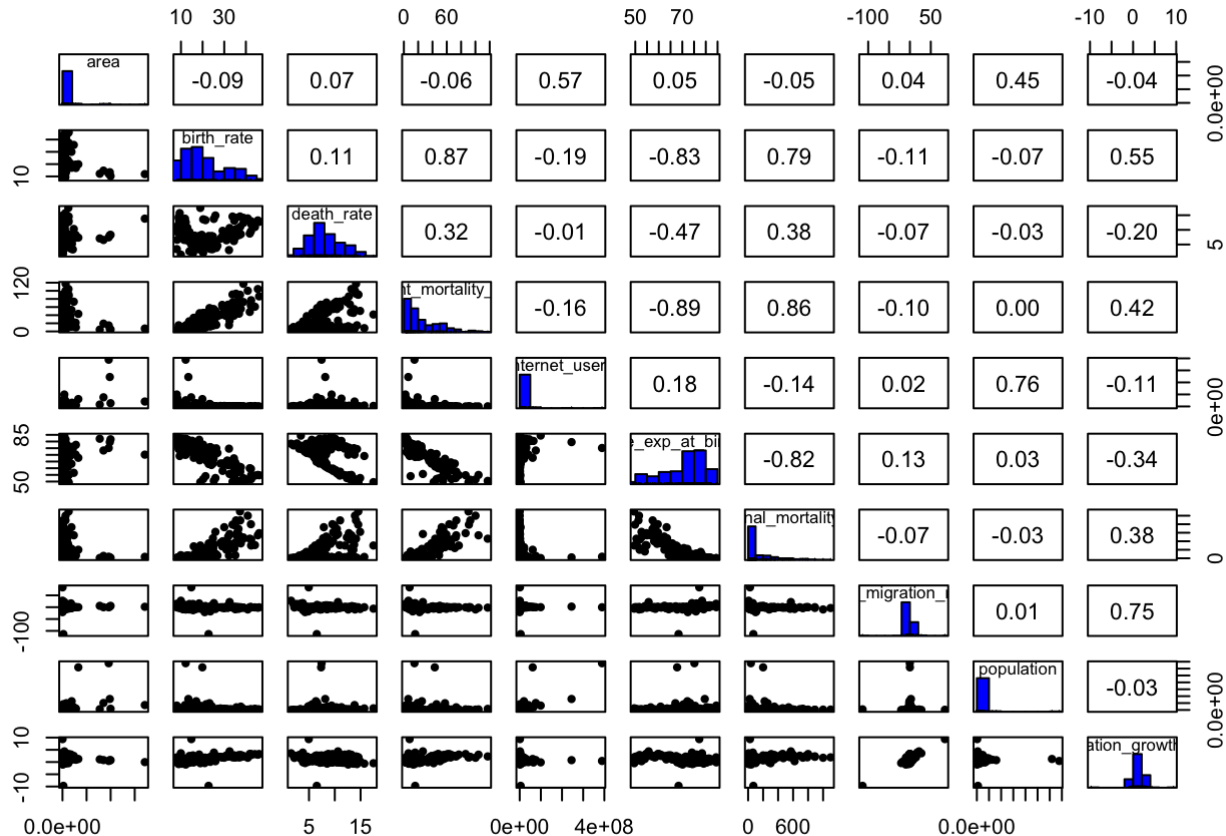 10 30 0 60 50 70 -100 50 -10 0 10
area -0.09 0.07 -0.06 0.57 0.05 -0.05 0.04 0.45 -0.04 0.0e+00
10 birth_rate 0.11 0.87 -0.19 -0.83 0.79 -0.11 -0.07 0.55
death_rate 0.32 -0.01 -0.47 0.38 -0.07 -0.03 -0.20 5
0 120 nt_mortality_ -0.16 -0.89 0.86 -0.10 0.00 0.42
nternet_user 0.18 -0.14 0.02 0.76 -0.11 0e+00
50 85 e_exp_at_bi -0.82 0.13 0.03 -0.34
nal_mortality -0.07 -0.03 0.38 0
-100 _migration_r 0.01 0.75
population -0.03 0.0e+00
-10 10 ation_growth
0.0e+00 5 15 0e+00 4e+08 0 600 0.0e+00